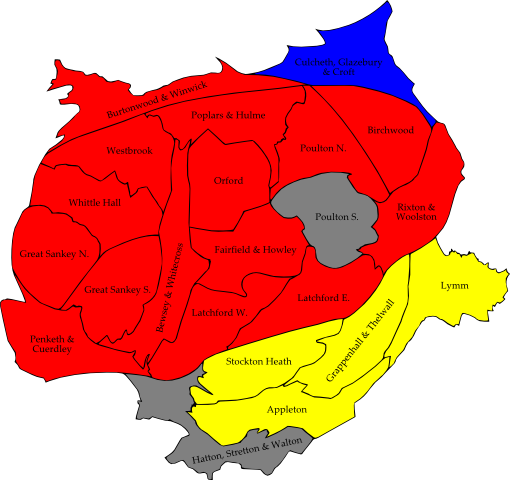 Culcheth, Glazebury
& Croft
Burtonwood & Winwick
Poplars & Hulme
Birchwood
Westbrook
Poulton N.
Orford
Whittle Hall
Rixton &
Woolston
Poulton S.
Great Sankey N.
Fairfield & Howley
Bewsey & Whitecross
Great Sankey S.
Lymm
Latchford E.
Latchford W.
Penketh &
Cuerdley
Grappenhall & Thelwall
Stockton Heath
Appleton
Hatton, Stretton & Walton